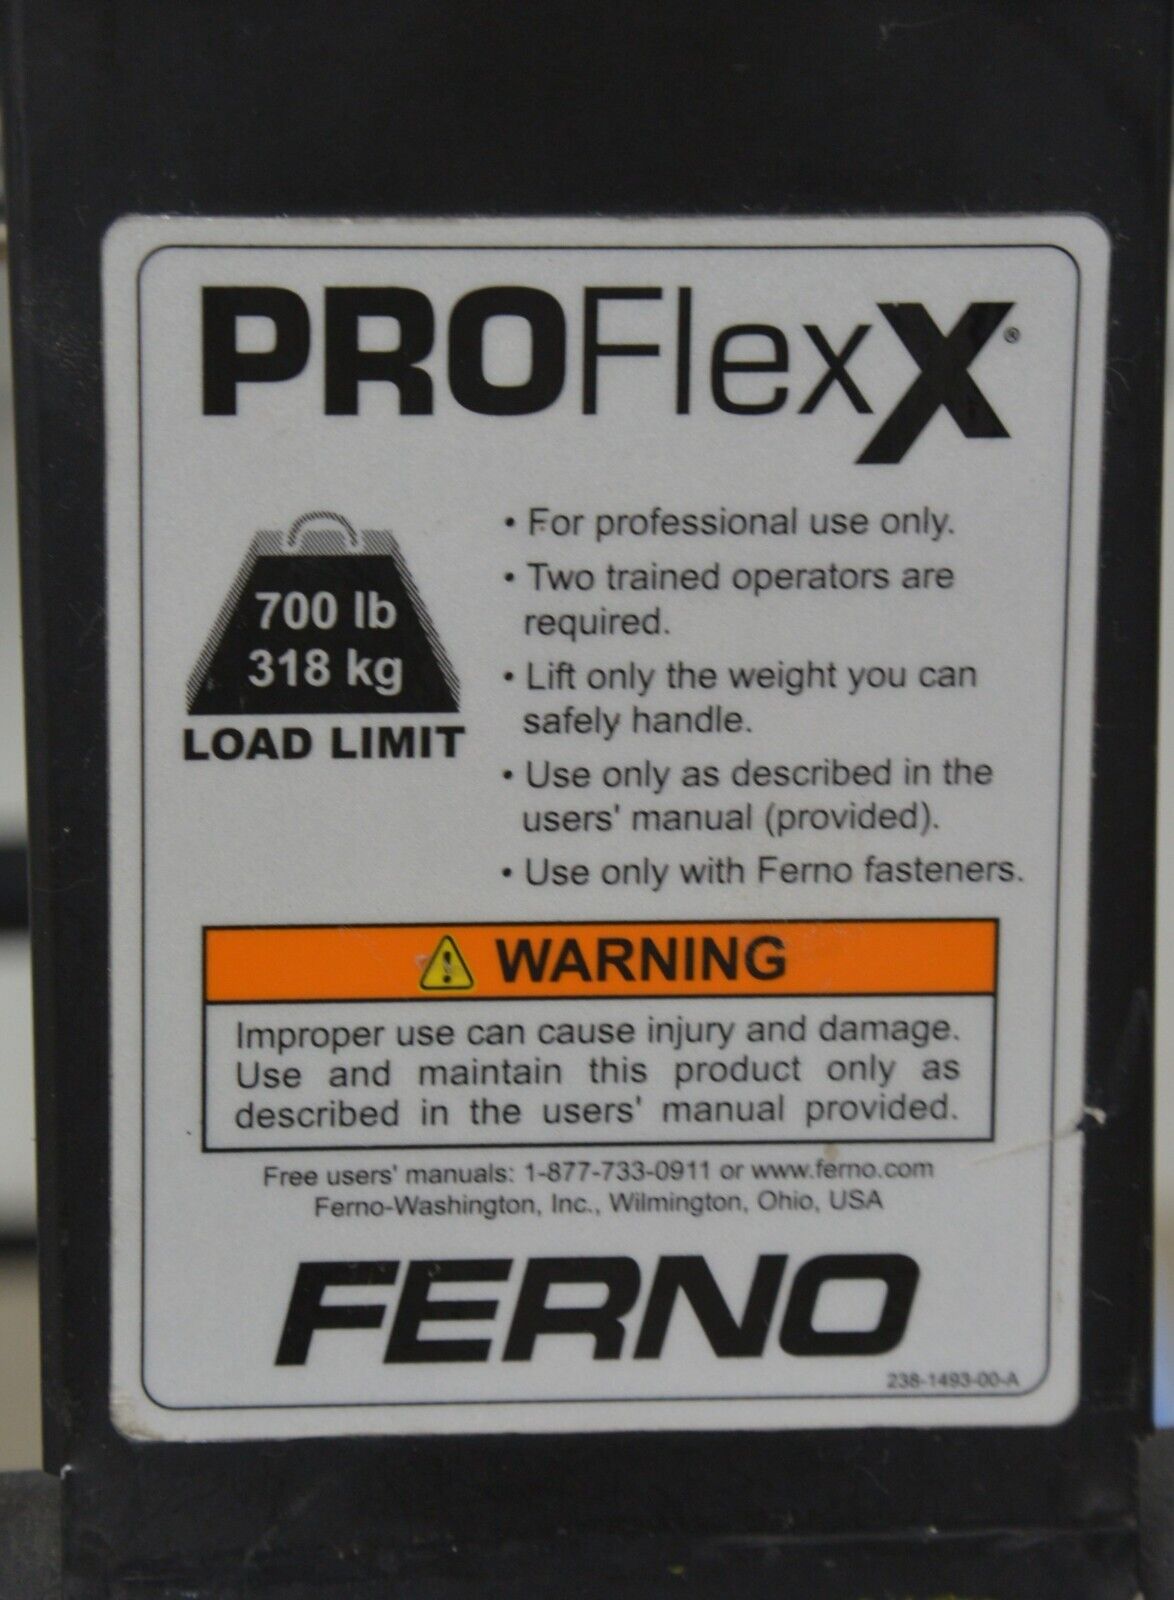 PROFlexX®
700 lb
318 kg
LOAD LIMIT
• For professional use only.
• Two trained operators are
required.
• Lift only the weight you can
safely handle.
• Use only as described in the
users' manual (provided).
• Use only with Ferno fasteners.
WARNING
Improper use can cause injury and damage.
Use and maintain this product only as
described in the users' manual provided.
Free users' manuals: 1-877-733-0911 or www.ferno.com
Ferno-Washington, Inc., Wilmington, Ohio, USA
FERNO
238-1493-00-A